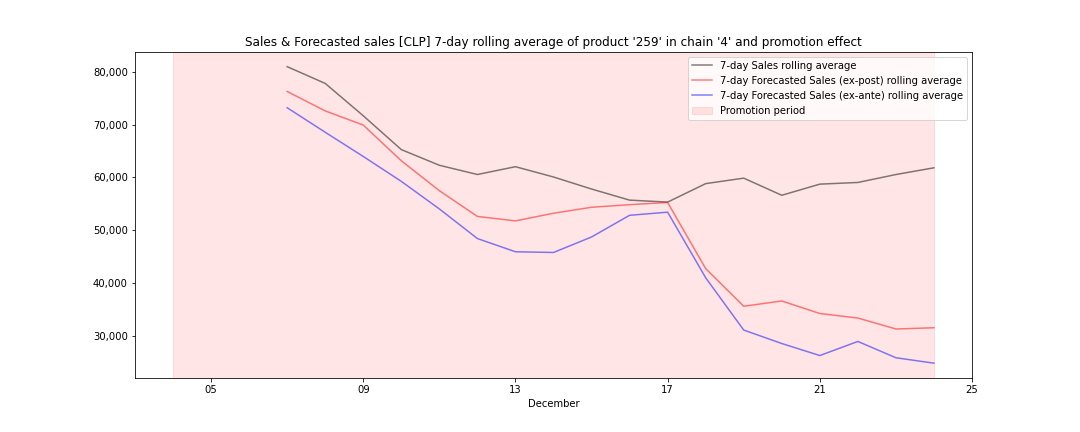 Sales & Forecasted sales [CLP] 7-day rolling average of product '259' in chain '4' and promotion effect
7-day Sales rolling average
7-day Forecasted Sales (ex-post) rolling average
7-day Forecasted Sales (ex-ante) rolling average
Promotion period
80,000
70,000
60,000
50,000
40,000
30,000
05 09 13 17 21 25
December